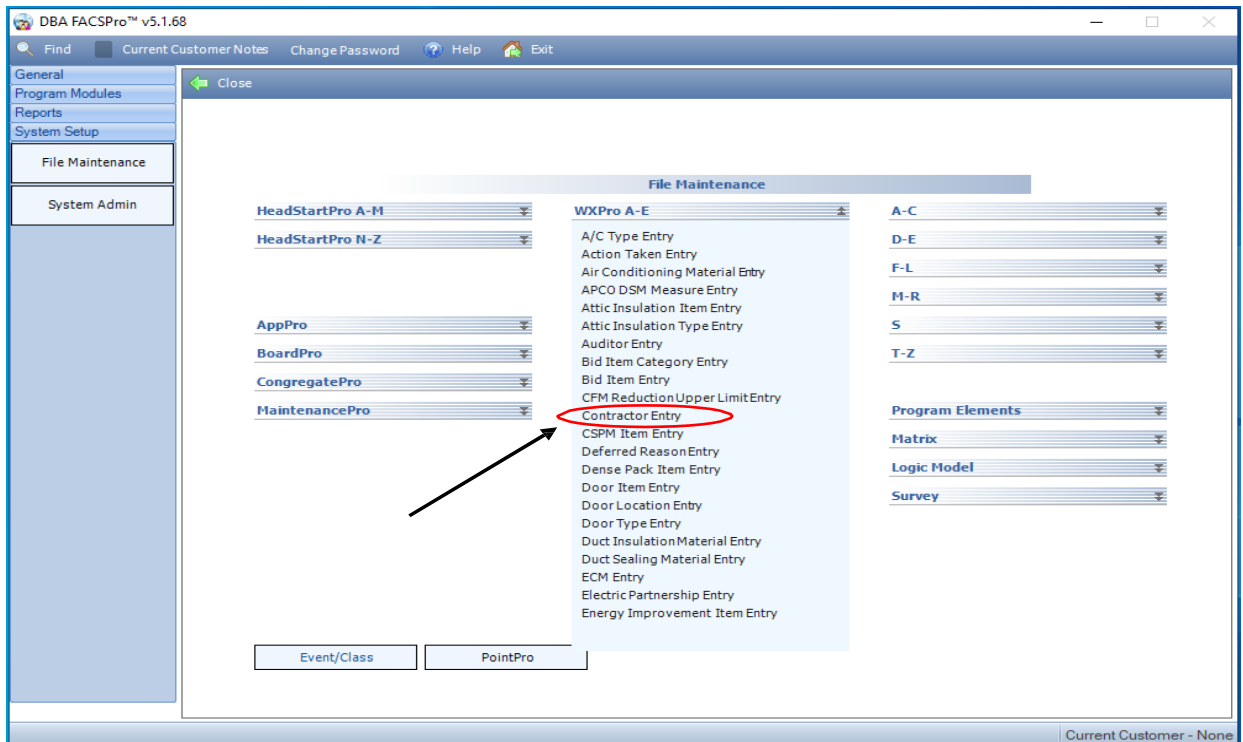 DBA FACSPro™ v5.1.68
Find Current Customer Notes Change Password Help Exit
General
Program Modules
Reports
System Setup
File Maintenance
System Admin
Close
File Maintenance
HeadStartPro A-M
HeadStartPro N-Z
AppPro
BoardPro
CongregatePro
MaintenancePro
WXPro A-E
A/C Type Entry
Action Taken Entry
Air Conditioning Material Entry
APCO DSM Measure Entry
Attic Insulation Item Entry
Attic Insulation Type Entry
Auditor Entry
Bid Item Category Entry
Bid Item Entry
CFM Reduction Upper Limit Entry
Contractor Entry
CSPM Item Entry
Deferred Reason Entry
Dense Pack Item Entry
Door Item Entry
Door Location Entry
Door Type Entry
Duct Insulation Material Entry
Duct Sealing Material Entry
ECM Entry
Electric Partnership Entry
Energy Improvement Item Entry
A-C
D-E
F-L
M-R
S
T-Z
Program Elements
Matrix
Logic Model
Survey
Event/Class
PointPro
Current Customer - None